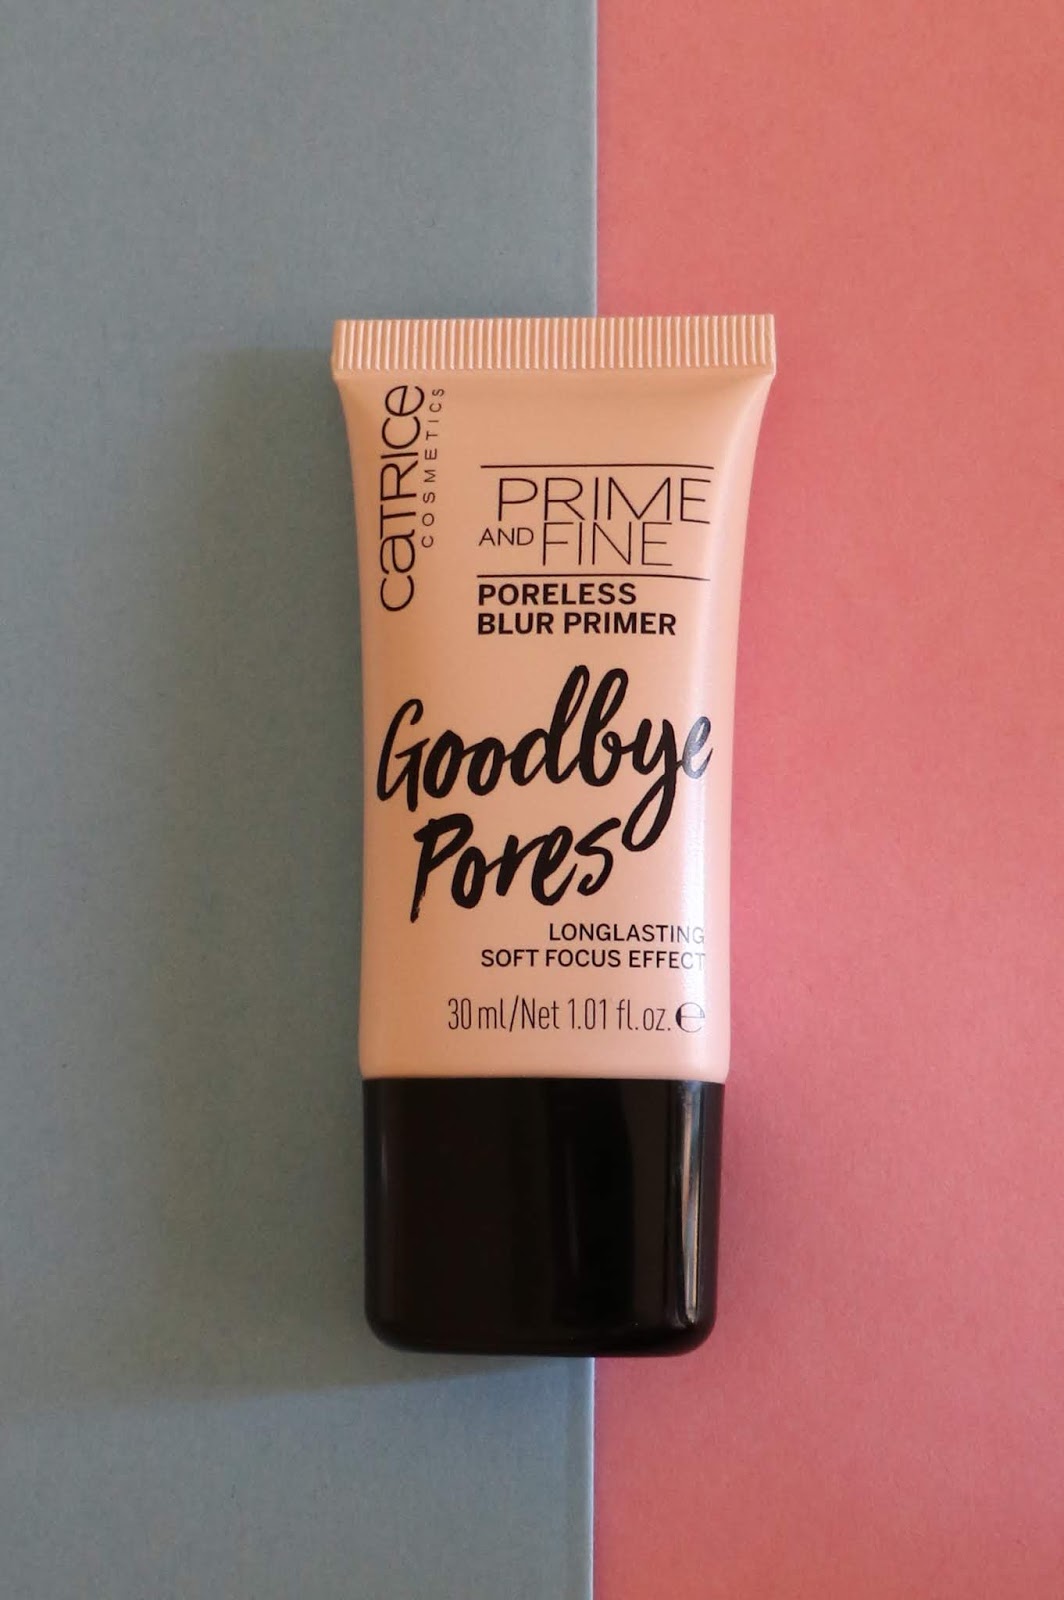 CATRICE
COSMETICS
PRIME
AND FINE
PORELESS
BLUR PRIMER
Goodbye
Pores
LONGLASTING
SOFT FOCUS EFFECT
30 ml/Net 1.01 fl.oz. ℮